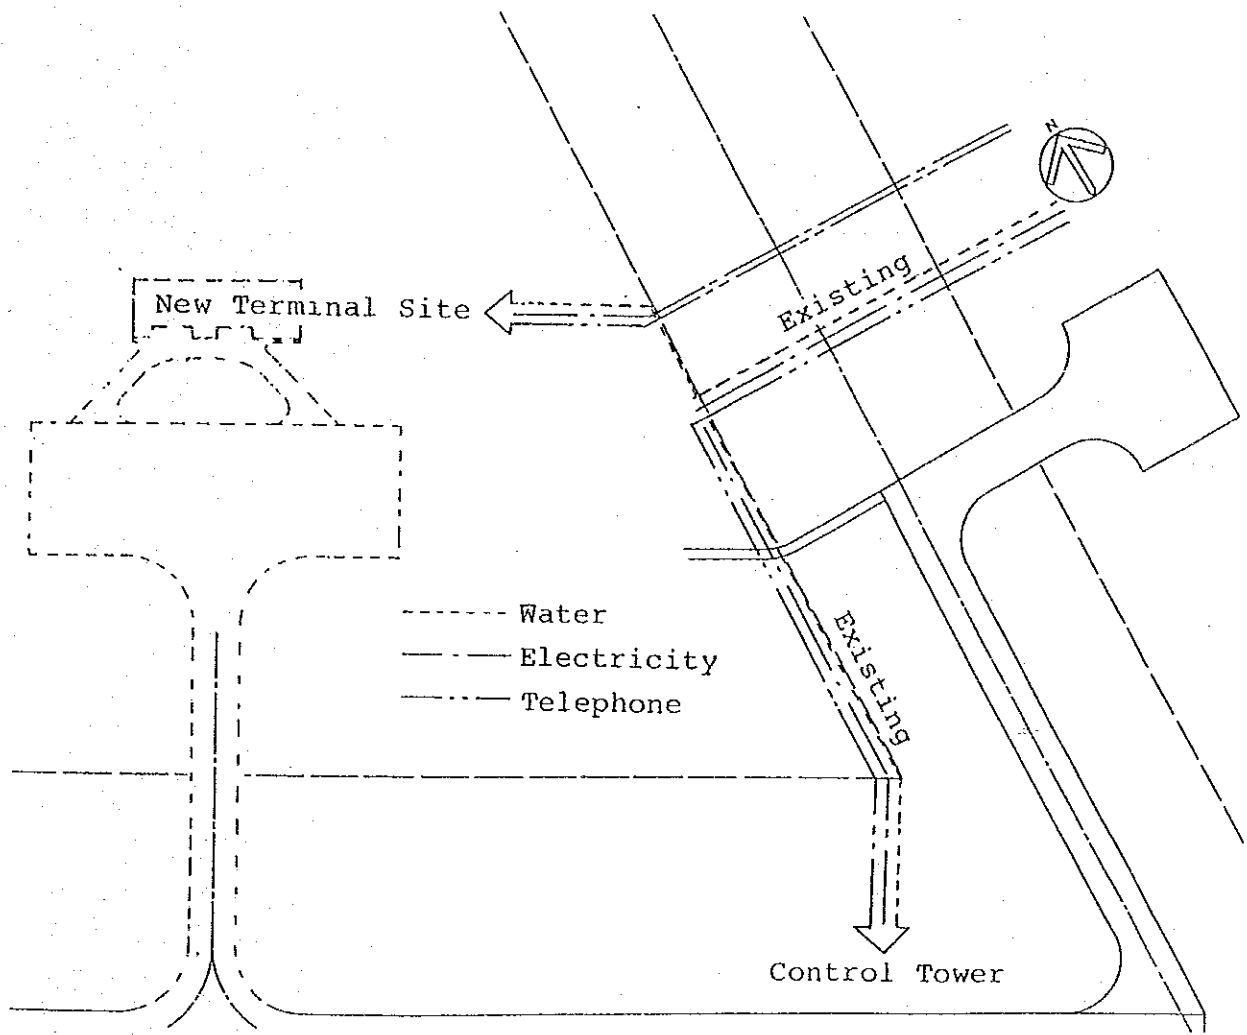 N
Existing
New Terminal Site
Water
Electricity
Telephone
Existing
Control Tower